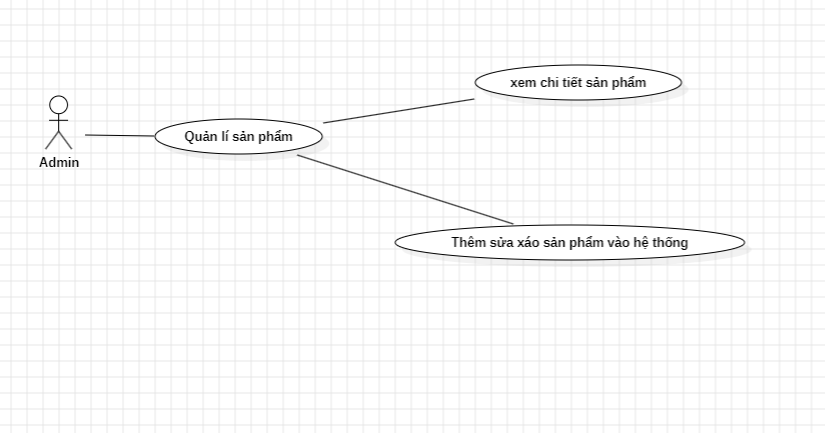 xem chi tiết sản phẩm
Quản lí sản phẩm
Admin
Thêm sửa xáo sản phẩm vào hệ thống